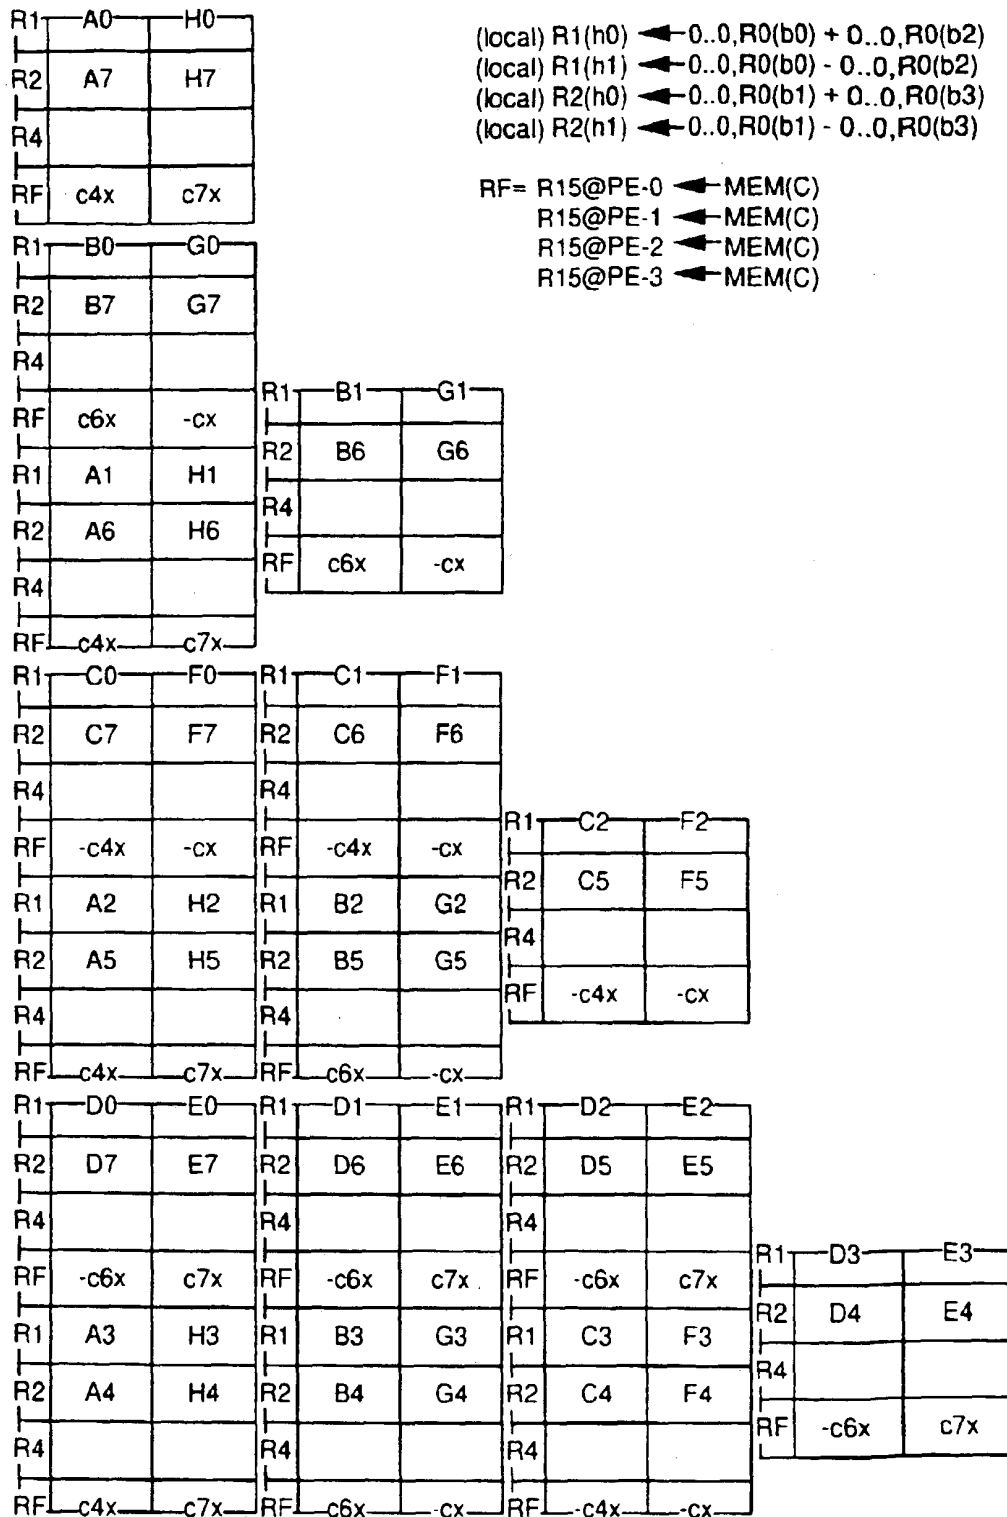 (local) R1(h0) ◄ 0..0,R0(b0) + 0..0,R0(b2)
(local) R1(h1) ◄ 0..0,R0(b0) - 0..0,R0(b2)
(local) R2(h0) ◄ 0..0,R0(b1) + 0..0,R0(b3)
(local) R2(h1) ◄ 0..0,R0(b1) - 0..0,R0(b3)
RF= R15@PE-0 ◄ MEM(C)
R15@PE-1 ◄ MEM(C)
R15@PE-2 ◄ MEM(C)
R15@PE-3 ◄ MEM(C)
R1 A0 H0
R2 A7 H7
R4
RF c4x c7x
R1 B0 G0
R2 B7 G7
R4
RF c6x -cx
R1 A1 H1
R2 A6 H6
R4
RF c4x c7x
R1 B1 G1
R2 B6 G6
R4
RF c6x -cx
R1 C0 F0
R2 C7 F7
R4
RF -c4x -cx
R1 A2 H2
R2 A5 H5
R4
RF c4x c7x
R1 C1 F1
R2 C6 F6
R4
RF -c4x -cx
R1 B2 G2
R2 B5 G5
R4
RF c6x -cx
R1 C2 F2
R2 C5 F5
R4
RF -c4x -cx
R1 D0 E0
R2 D7 E7
R4
RF -c6x c7x
R1 A3 H3
R2 A4 H4
R4
RF c4x c7x
R1 D1 E1
R2 D6 E6
R4
RF -c6x c7x
R1 B3 G3
R2 B4 G4
R4
RF c6x -cx
R1 D2 E2
R2 D5 E5
R4
RF -c6x c7x
R1 C3 F3
R2 C4 F4
R4
RF -c4x -cx
R1 D3 E3
R2 D4 E4
R4
RF -c6x c7x